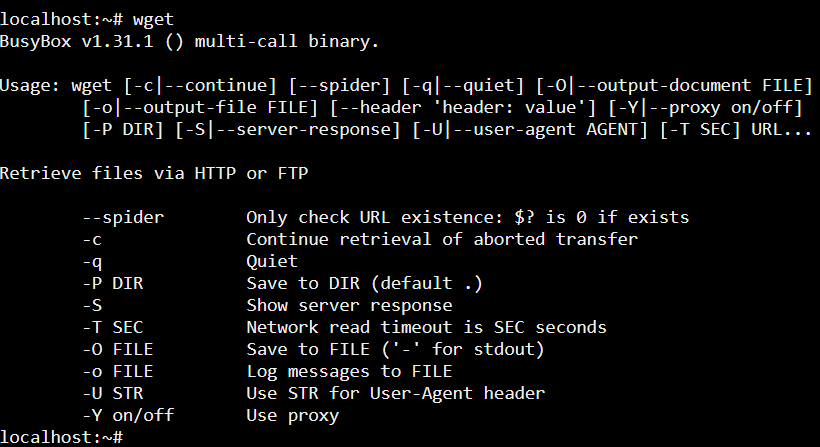 localhost:~# wget
BusyBox v1.31.1 () multi-call binary.
Usage: wget [-c|--continue] [--spider] [-q|--quiet] [-O|--output-document FILE]
[-o|--output-file FILE] [--header 'header: value'] [-Y|--proxy on/off]
[-P DIR] [-S|--server-response] [-U|--user-agent AGENT] [-T SEC] URL...
Retrieve files via HTTP or FTP
--spider Only check URL existence: $? is 0 if exists
-c Continue retrieval of aborted transfer
-q Quiet
-P DIR Save to DIR (default .)
-S Show server response
-T SEC Network read timeout is SEC seconds
-O FILE Save to FILE ('-' for stdout)
-o FILE Log messages to FILE
-U STR Use STR for User-Agent header
-Y on/off Use proxy
localhost:~#